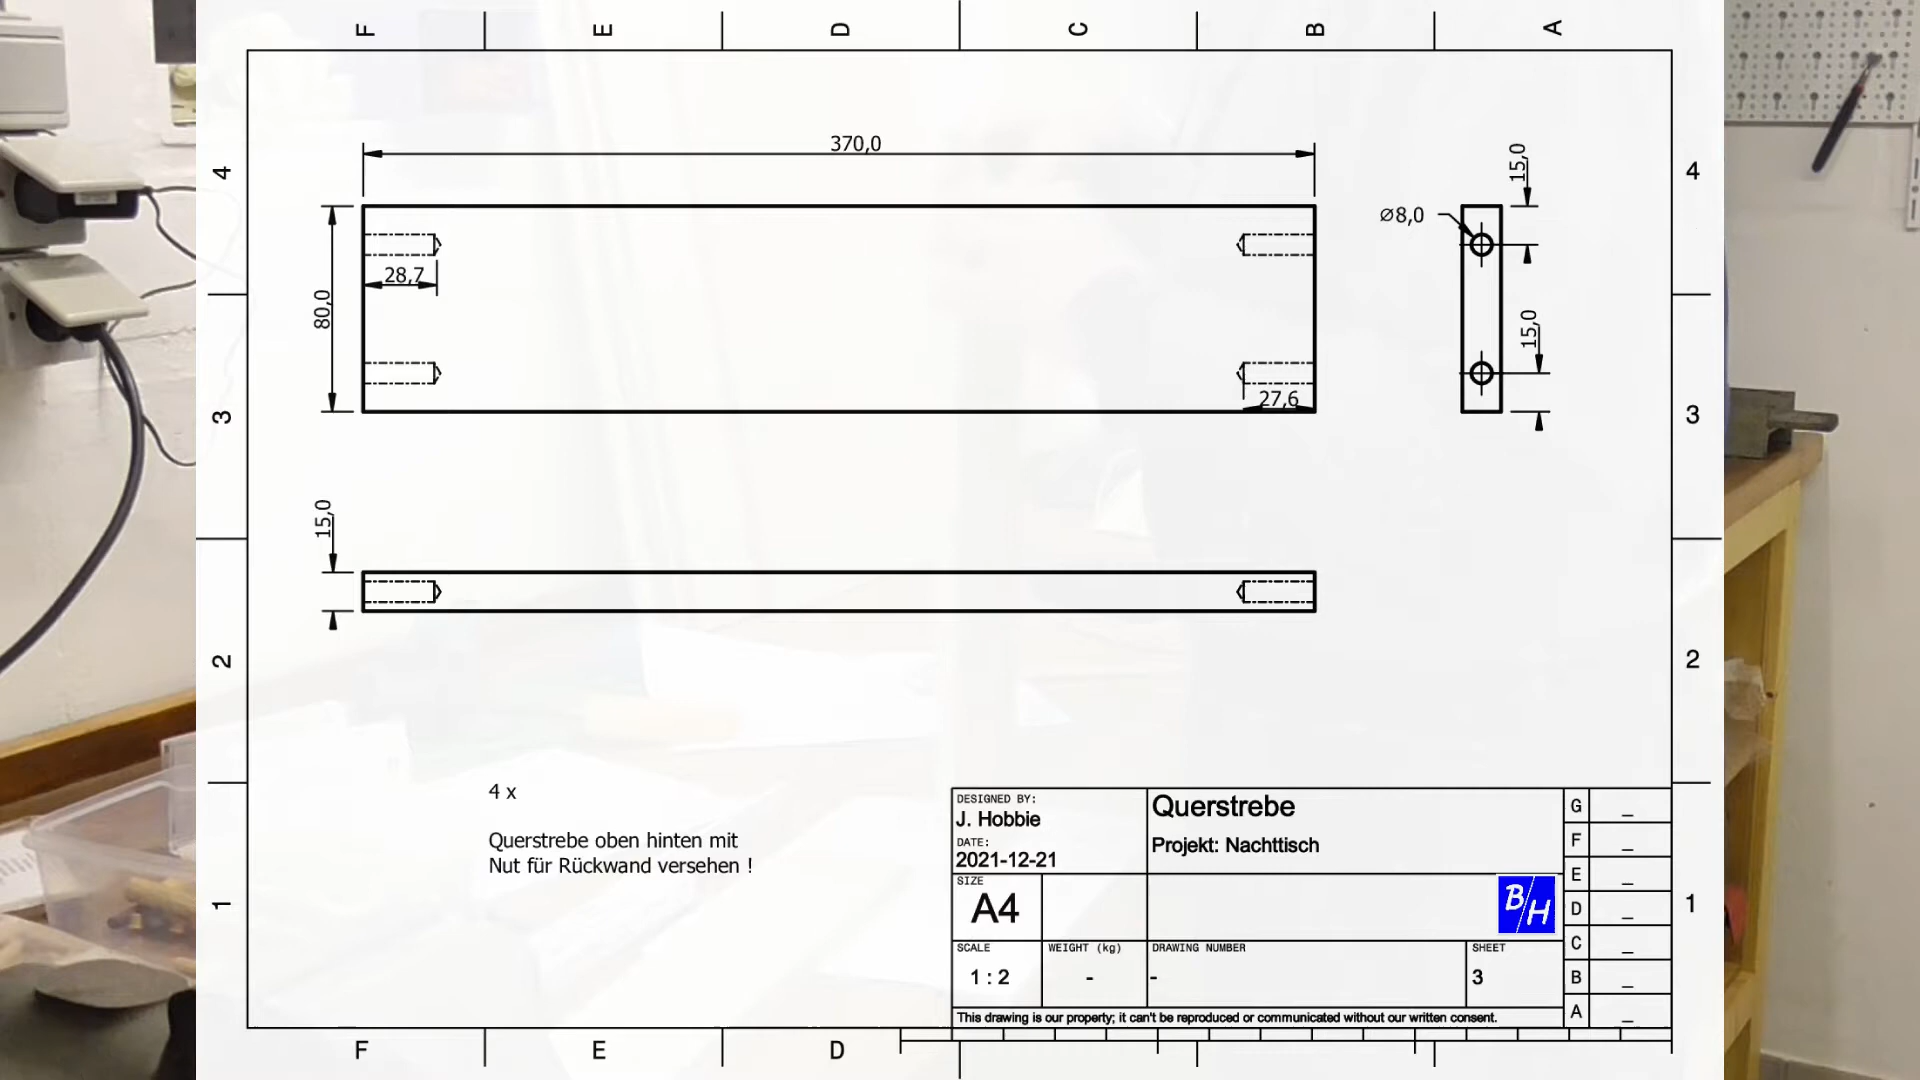 F E D C B A
4
3
2
1
370,0
28,7
80,0
27,6
Ø8,0
15,0
15,0
4
3
2
1
15,0
4 x
Querstrebe oben hinten mit
Nut für Rückwand versehen !
DESIGNED BY:
J. Hobbie
DATE:
2021-12-21
Querstrebe
Projekt: Nachttisch
SIZE
A4
B/H
SCALE
1 : 2
WEIGHT (kg)
-
DRAWING NUMBER
-
SHEET
3
G _
F _
E _
D _
C _
B _
A _
This drawing is our property; it can't be reproduced or communicated without our written consent.
F E D